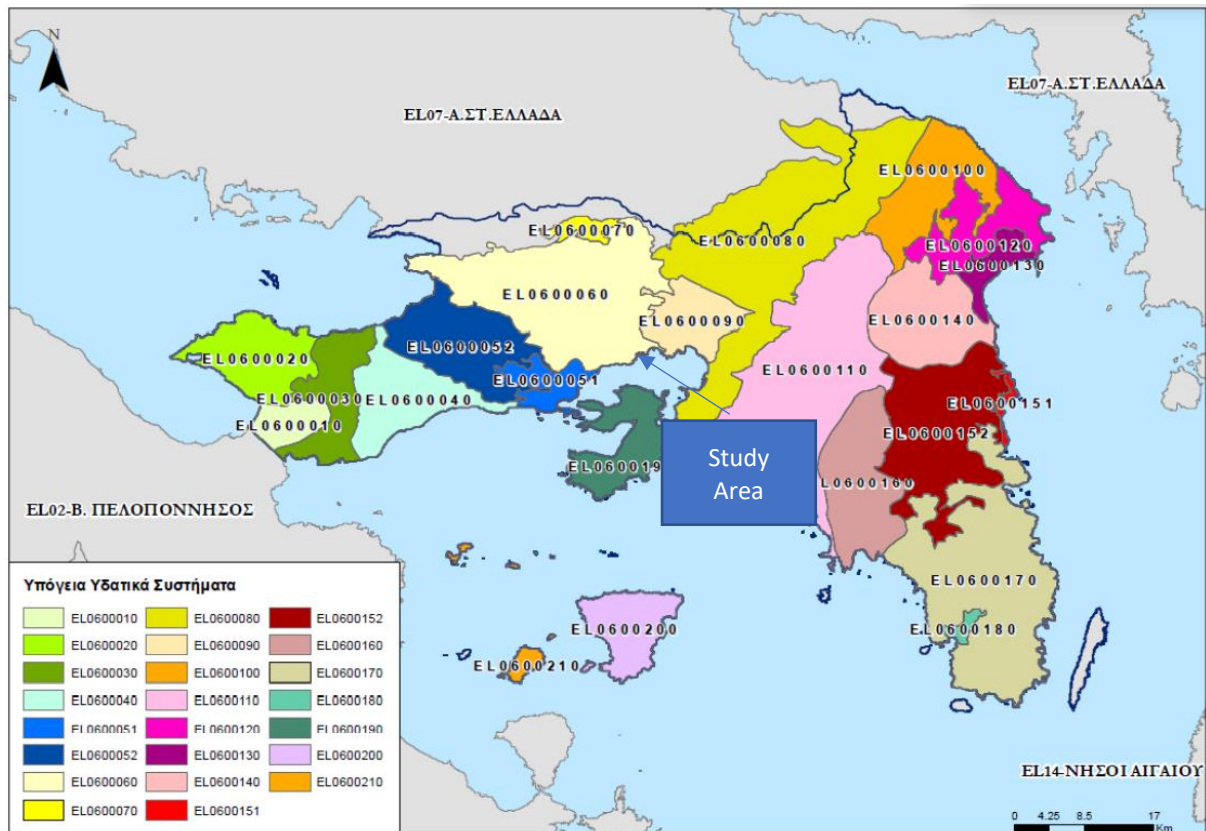 N
EL07-Α.ΣΤ.ΕΛΛΑΔΑ
EL07-Α.ΣΤ.ΕΛΛΑΔΑ
EL0600100
EL0600070
EL0600080
EL0600120
EL0600130
EL0600060
EL0600090
EL0600140
EL0600052
EL0600020
EL0600051
EL0600110
EL0600030
EL0600040
EL0600151
EL0600010
EL0600152
Study
Area
EL060019
L0600160
EL02-Β. ΠΕΛΟΠΟΝΝΗΣΟΣ
EL0600170
EL0600200
EL0600180
EL0600210
EL14-ΝΗΣΟΙ ΑΙΓΑΙΟΥ
Υπόγεια Υδατικά Συστήματα
EL0600010 EL0600080 EL0600152
EL0600020 EL0600090 EL0600160
EL0600030 EL0600100 EL0600170
EL0600040 EL0600110 EL0600180
EL0600051 EL0600120 EL0600190
EL0600052 EL0600130 EL0600200
EL0600060 EL0600140 EL0600210
EL0600070 EL0600151
0 4.25 8.5 17
Km